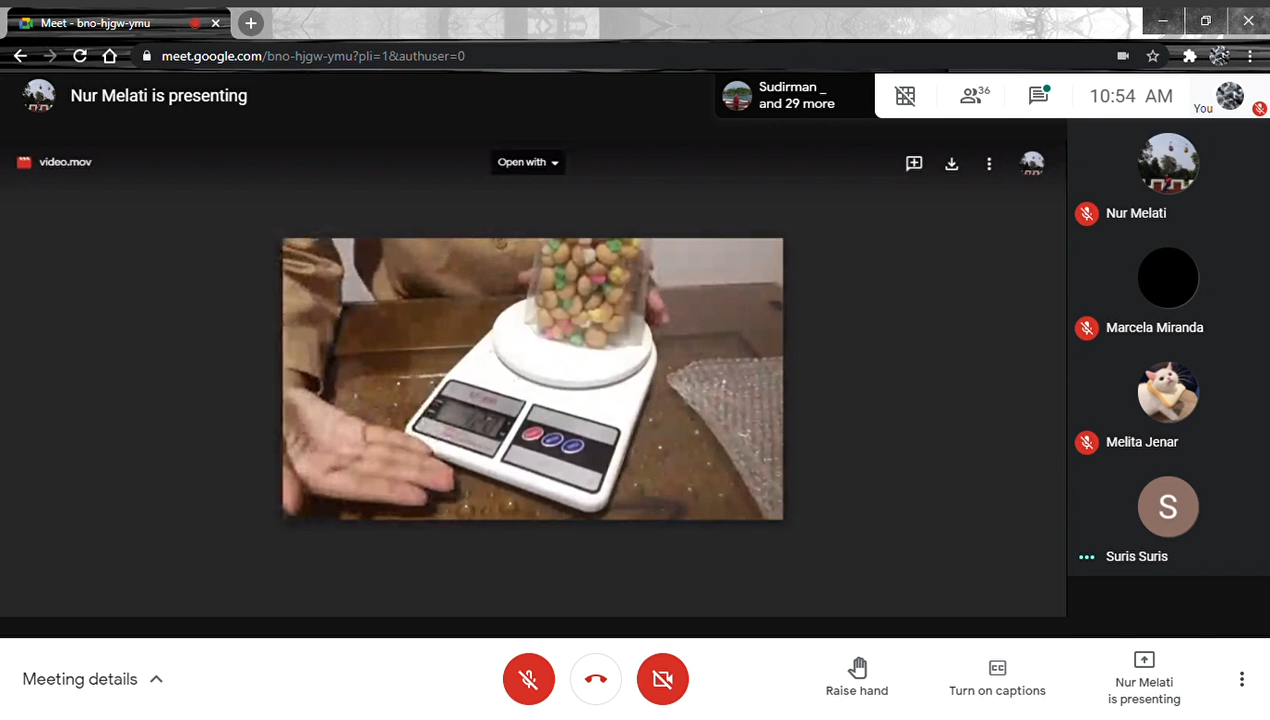 Meet - bno-hjgw-ymu
meet.google.com/bno-hjgw-ymu?pli=1&authuser=0
Nur Melati is presenting
Sudirman _
and 29 more
36
10:54 AM
You
video.mov
Open with
Nur Melati
Marcela Miranda
Melita Jenar
S
Suris Suris
Meeting details
Raise hand
Turn on captions
Nur Melati
is presenting